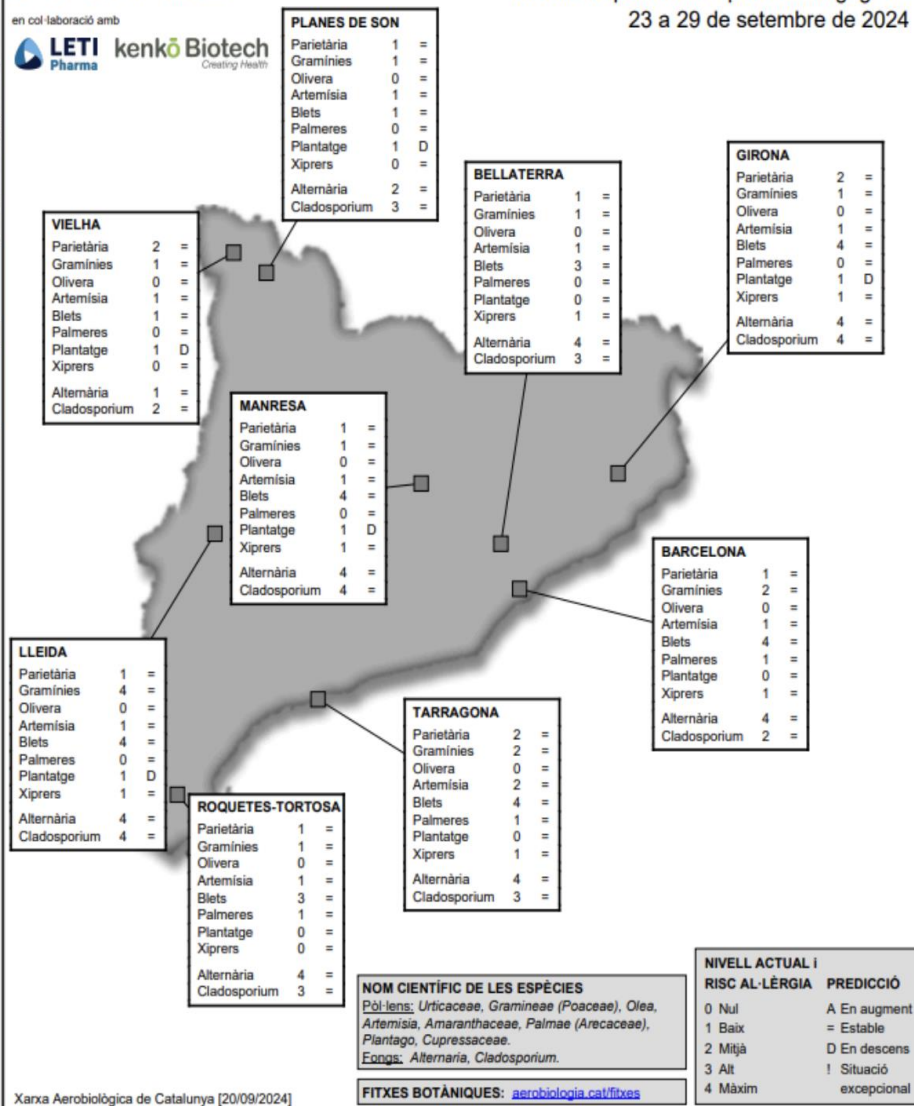 en col·laboració amb
23 a 29 de setembre de 2024
LETI
Pharma
kenkō Biotech
Creating Health
PLANES DE SON
Parietària 1 =
Gramínies 1 =
Olivera 0 =
Artemísia 1 =
Blets 1 =
Palmeres 0 =
Plantatge 1 D
Xiprers 0 =
Alternària 2 =
Cladosporium 3 =
GIRONA
Parietària 2 =
Gramínies 1 =
Olivera 0 =
Artemísia 1 =
Blets 4 =
Palmeres 0 =
Plantatge 1 D
Xiprers 1 =
Alternària 4 =
Cladosporium 4 =
BELLATERRA
Parietària 1 =
Gramínies 1 =
Olivera 0 =
Artemísia 1 =
Blets 3 =
Palmeres 0 =
Plantatge 0 =
Xiprers 1 =
Alternària 4 =
Cladosporium 3 =
VIELHA
Parietària 2 =
Gramínies 1 =
Olivera 0 =
Artemísia 1 =
Blets 1 =
Palmeres 0 =
Plantatge 1 D
Xiprers 0 =
Alternària 1 =
Cladosporium 2 =
MANRESA
Parietària 1 =
Gramínies 1 =
Olivera 0 =
Artemísia 1 =
Blets 4 =
Palmeres 0 =
Plantatge 1 D
Xiprers 1 =
Alternària 4 =
Cladosporium 4 =
BARCELONA
Parietària 1 =
Gramínies 2 =
Olivera 0 =
Artemísia 1 =
Blets 4 =
Palmeres 1 =
Plantatge 0 =
Xiprers 1 =
Alternària 4 =
Cladosporium 2 =
LLEIDA
Parietària 1 =
Gramínies 4 =
Olivera 0 =
Artemísia 1 =
Blets 4 =
Palmeres 0 =
Plantatge 1 D
Xiprers 1 =
Alternària 4 =
Cladosporium 4 =
TARRAGONA
Parietària 2 =
Gramínies 2 =
Olivera 0 =
Artemísia 2 =
Blets 4 =
Palmeres 1 =
Plantatge 0 =
Xiprers 1 =
Alternària 4 =
Cladosporium 3 =
ROQUETES-TORTOSA
Parietària 1 =
Gramínies 1 =
Olivera 0 =
Artemísia 1 =
Blets 3 =
Palmeres 1 =
Plantatge 0 =
Xiprers 0 =
Alternària 4 =
Cladosporium 3 =
NOM CIENTÍFIC DE LES ESPÈCIES
Pòl·lens: Urticaceae, Gramineae (Poaceae), Olea,
Artemisia, Amaranthaceae, Palmae (Arecaceae),
Plantago, Cupressaceae.
Fongs: Alternaria, Cladosporium.
FITXES BOTÀNIQUES: aerobiologia.cat/fitxes
NIVELL ACTUAL i
RISC AL·LÈRGIA PREDICCIÓ
0 Nul A En augment
1 Baix = Estable
2 Mitjà D En descens
3 Alt ! Situació
4 Màxim excepcional
Xarxa Aerobiològica de Catalunya [20/09/2024]